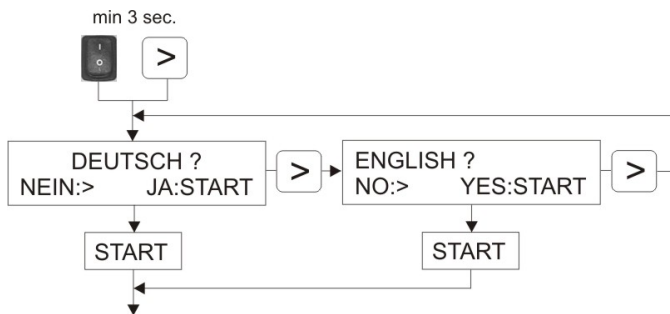 min 3 sec.
I
O
>
DEUTSCH ?
NEIN:> JA:START
>
ENGLISH ?
NO:> YES:START
>
START
START